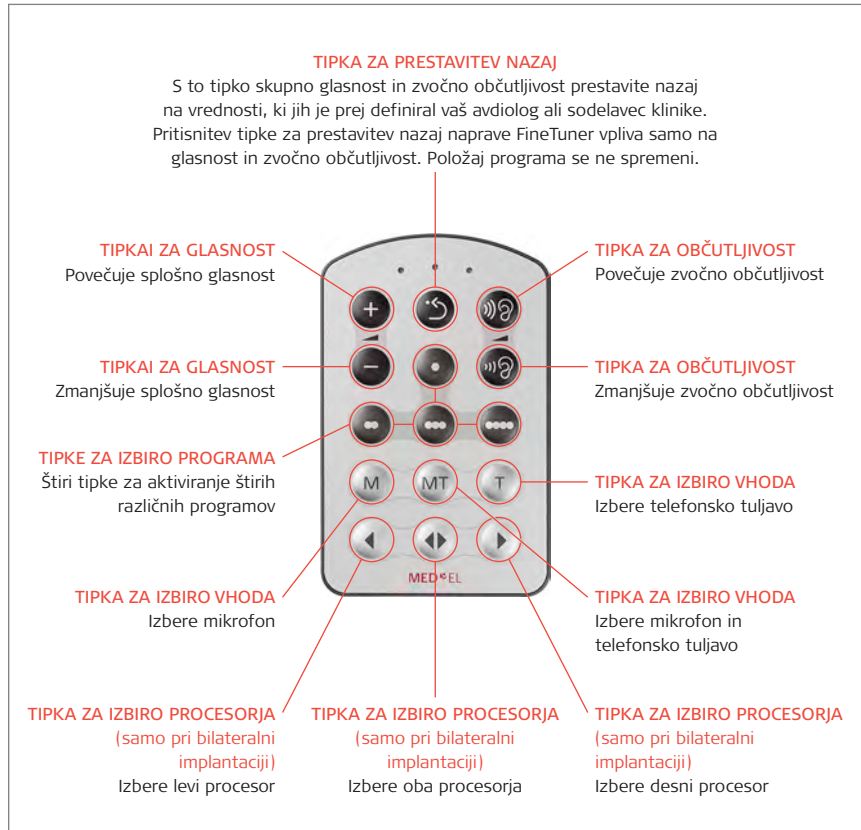 TIPKA ZA PRESTAVITEV NAZAJ
S to tipko skupno glasnost in zvočno občutljivost prestavite nazaj
na vrednosti, ki jih je prej definiral vaš avdiolog ali sodelavec klinike.
Pritisnitev tipke za prestavitev nazaj naprave FineTuner vpliva samo na
glasnost in zvočno občutljivost. Položaj programa se ne spremeni.
TIPKAI ZA GLASNOST
Povečuje splošno glasnost
TIPKA ZA OBČUTLJIVOST
Povečuje zvočno občutljivost
TIPKAI ZA GLASNOST
Zmanjšuje splošno glasnost
TIPKA ZA OBČUTLJIVOST
Zmanjšuje zvočno občutljivost
TIPKE ZA IZBIRO PROGRAMA
Štiri tipke za aktiviranje štirih
različnih programov
M MT T
TIPKA ZA IZBIRO VHODA
Izbere telefonsko tuljavo
MED EL
TIPKA ZA IZBIRO VHODA
Izbere mikrofon
TIPKA ZA IZBIRO VHODA
Izbere mikrofon in
telefonsko tuljavo
TIPKA ZA IZBIRO PROCESORJA
(samo pri bilateralni
implantaciji)
Izbere levi procesor
TIPKA ZA IZBIRO PROCESORJA
(samo pri bilateralni
implantaciji)
Izbere oba procesorja
TIPKA ZA IZBIRO PROCESORJA
(samo pri bilateralni
implantaciji)
Izbere desni procesor